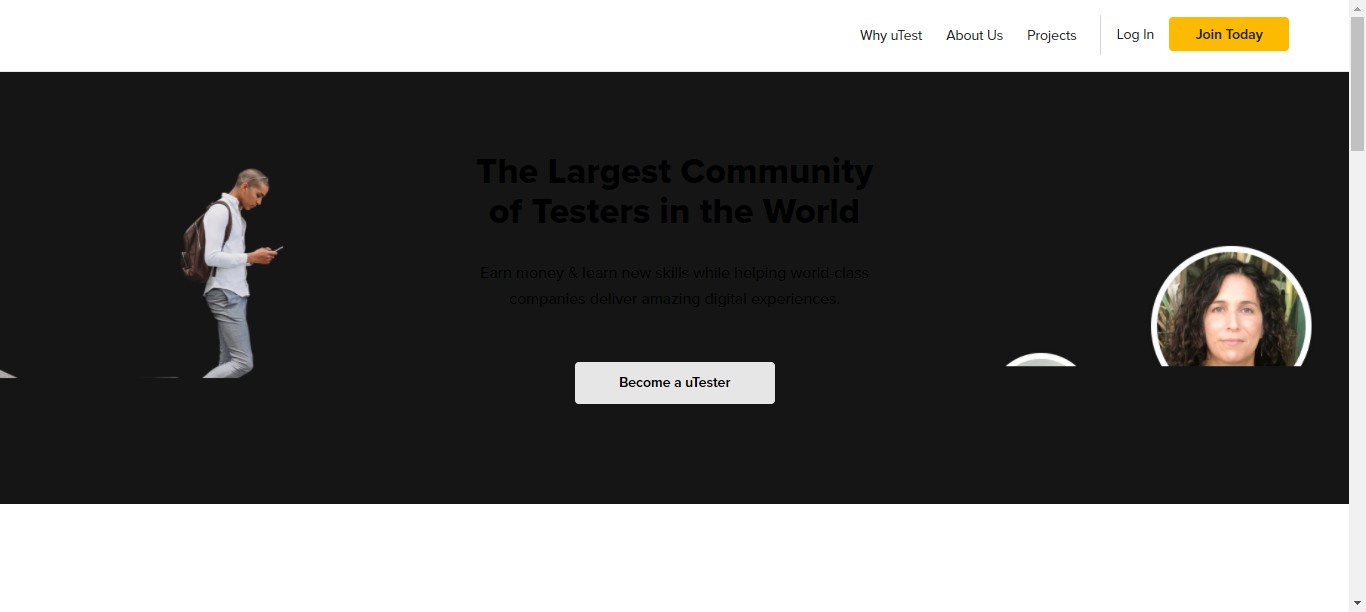 Why uTest About Us Projects Log In Join Today
The Largest Community
of Testers in the World
Earn money & learn new skills while helping world-class
companies deliver amazing digital experiences.
Become a uTester